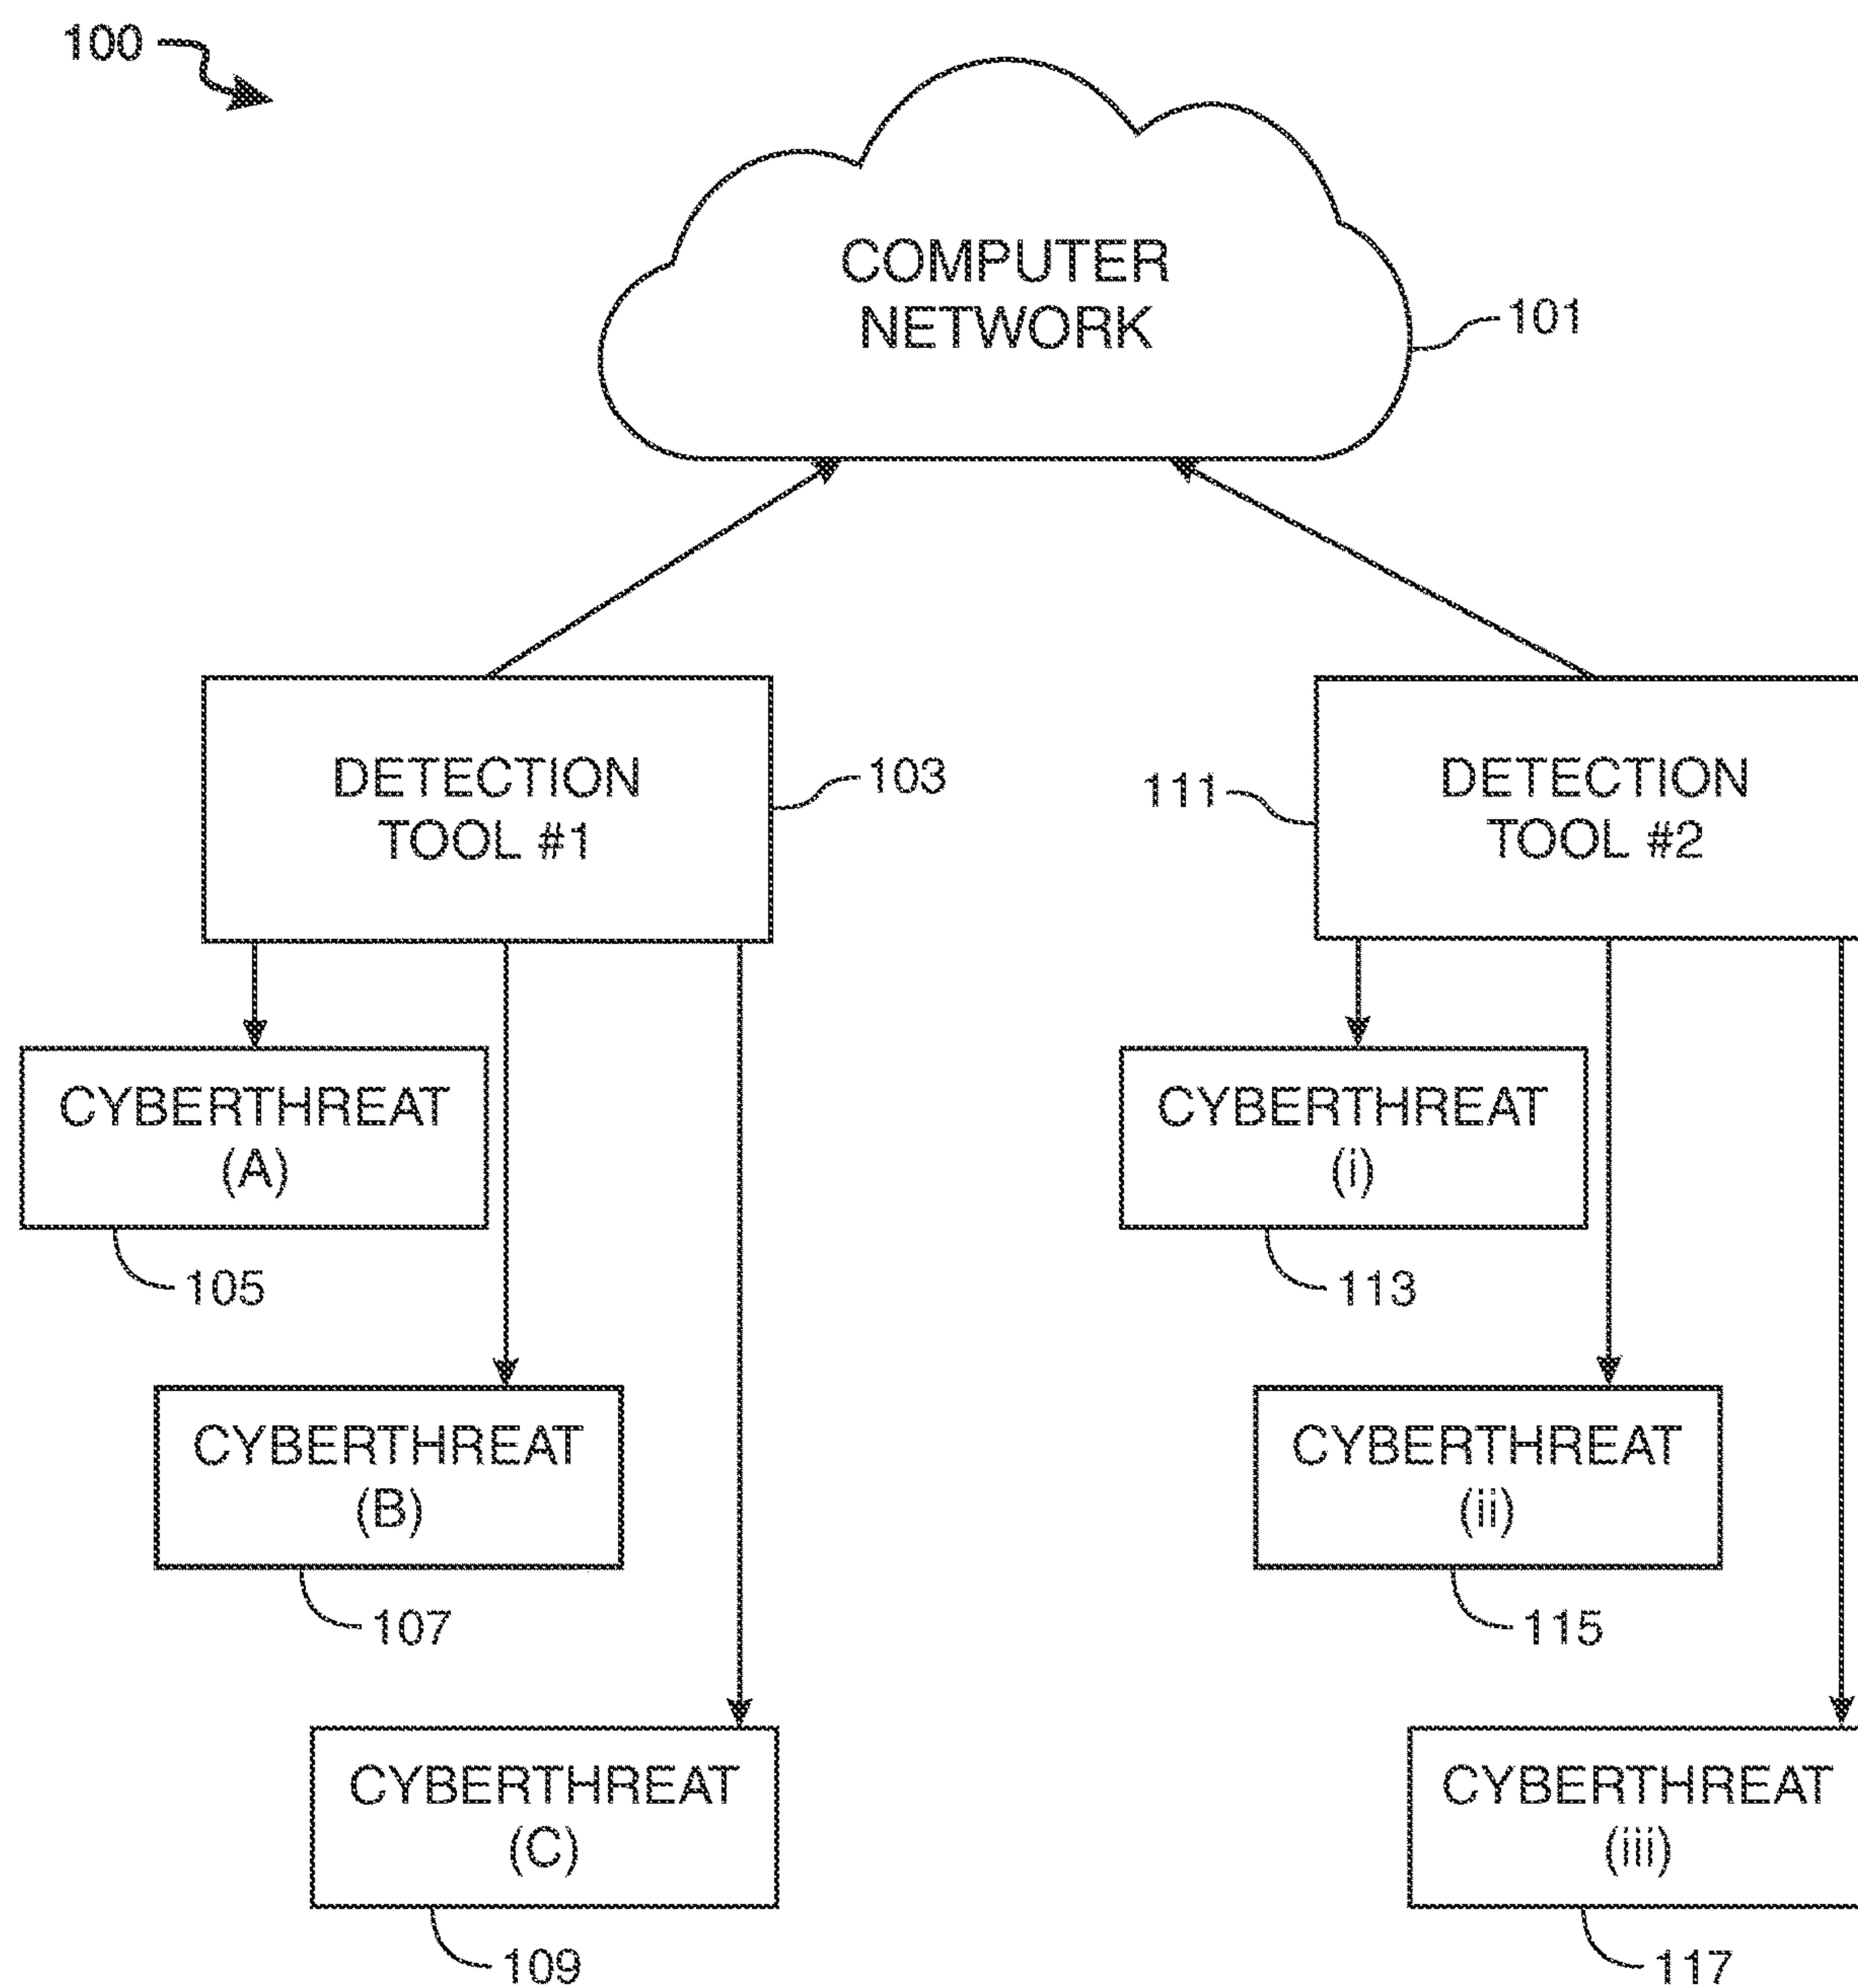 100
COMPUTER
NETWORK
101
DETECTION
TOOL #1
103
111
DETECTION
TOOL #2
CYBERTHREAT
(A)
105
CYBERTHREAT
(i)
113
CYBERTHREAT
(B)
107
CYBERTHREAT
(ii)
115
CYBERTHREAT
(C)
109
CYBERTHREAT
(iii)
117